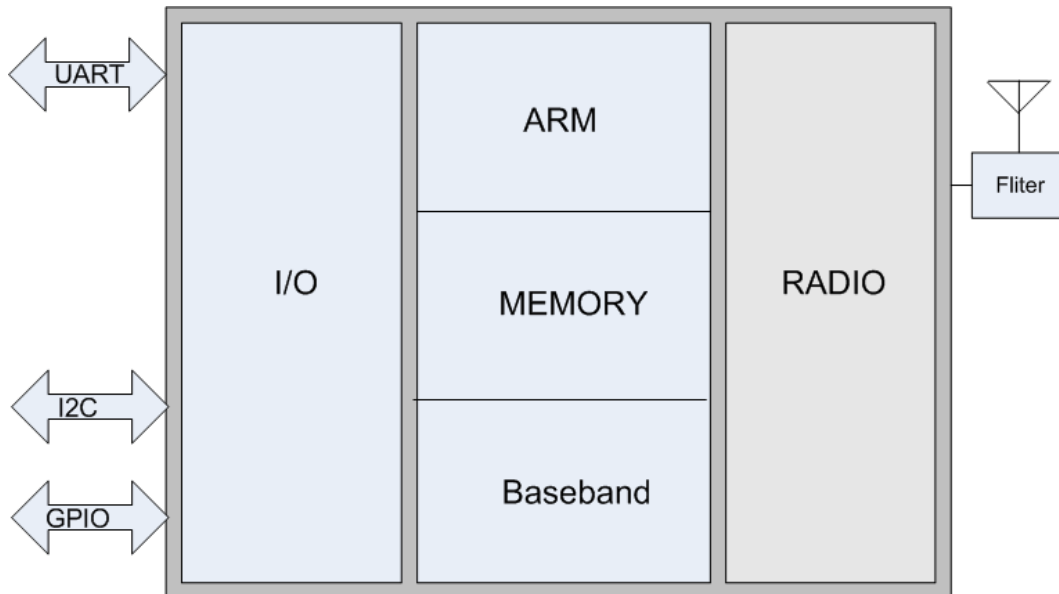 UART
ARM
Fliter
I/O
RADIO
MEMORY
I2C
Baseband
GPIO